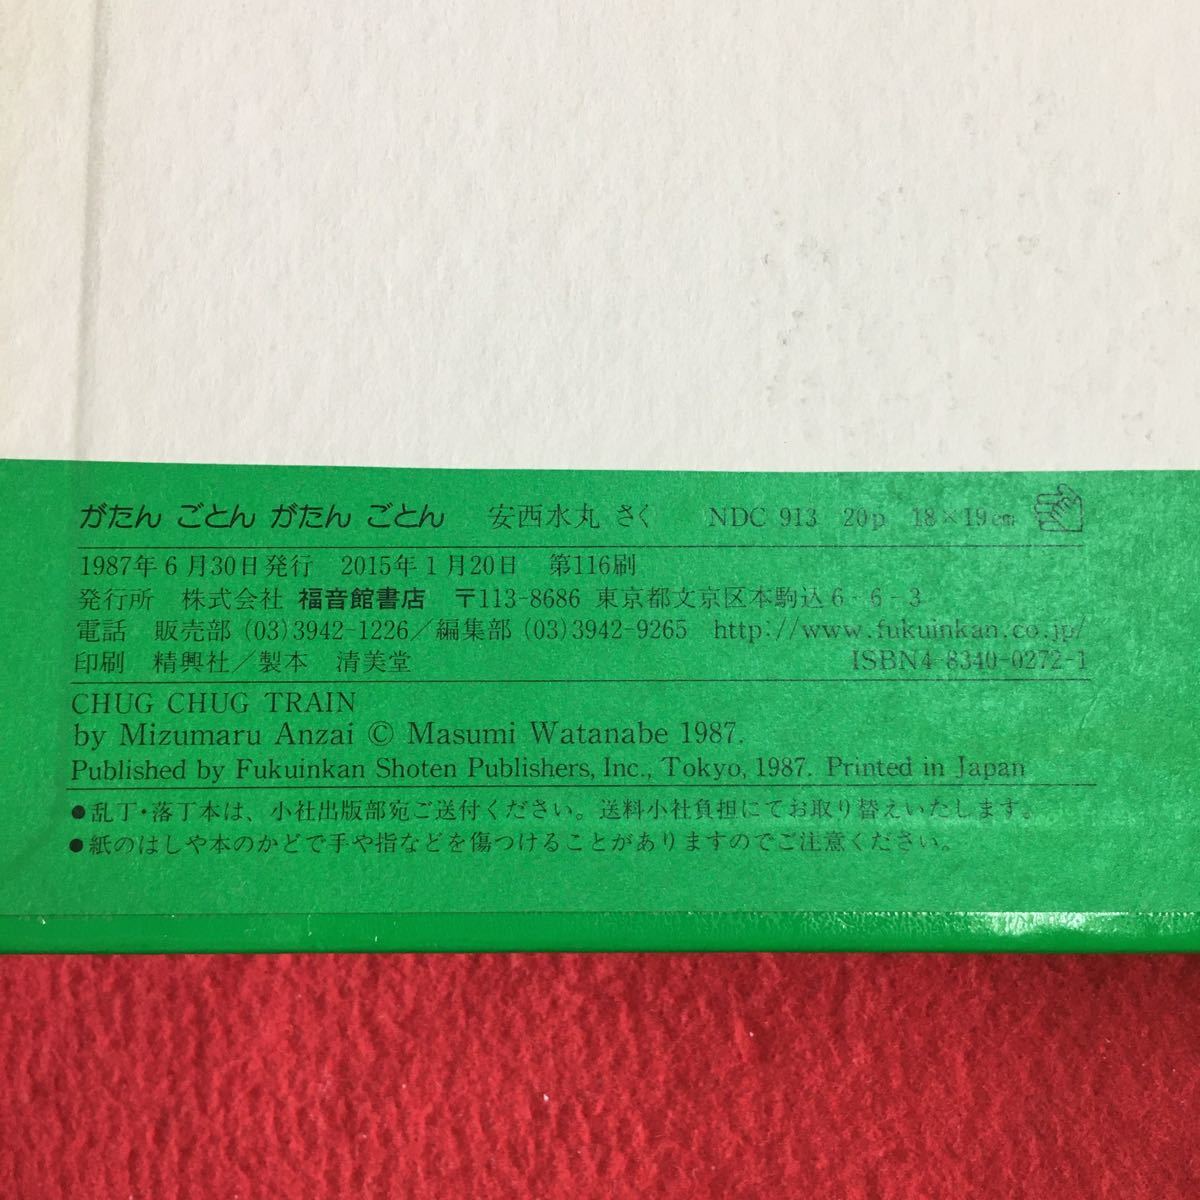 がたん ごとん がたん ごとん 安西水丸 さく NDC 913 20p 18×19cm
1987年6月30日発行 2015年1月20日 第116刷
発行所 株式会社 福音館書店 〒113-8686 東京都文京区本駒込6-6-3
電話 販売部 (03)3942-1226／編集部 (03)3942-9265 http://www.fukuinkan.co.jp/
印刷 精興社／製本 清美堂 ISBN4-8340-0272-1
CHUG CHUG TRAIN
by Mizumaru Anzai © Masumi Watanabe 1987.
Published by Fukuinkan Shoten Publishers, Inc., Tokyo, 1987. Printed in Japan
●乱丁・落丁本は、小社出版部宛ご送付ください。送料小社負担にてお取り替えいたします。
●紙のはしや本のかどで手や指などを傷つけることがありますのでご注意ください。